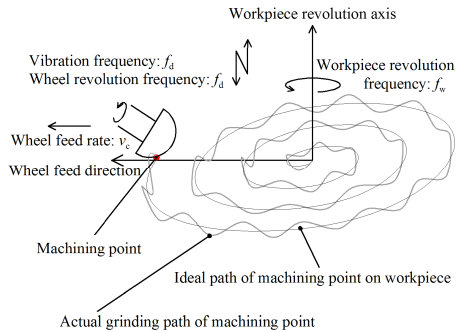 Workpiece revolution axis
Vibration frequency: fd
Wheel revolution frequency: fd
Workpiece revolution
frequency: fw
Wheel feed rate: vc
Wheel feed direction
Machining point
Ideal path of machining point on workpiece
Actual grinding path of machining point